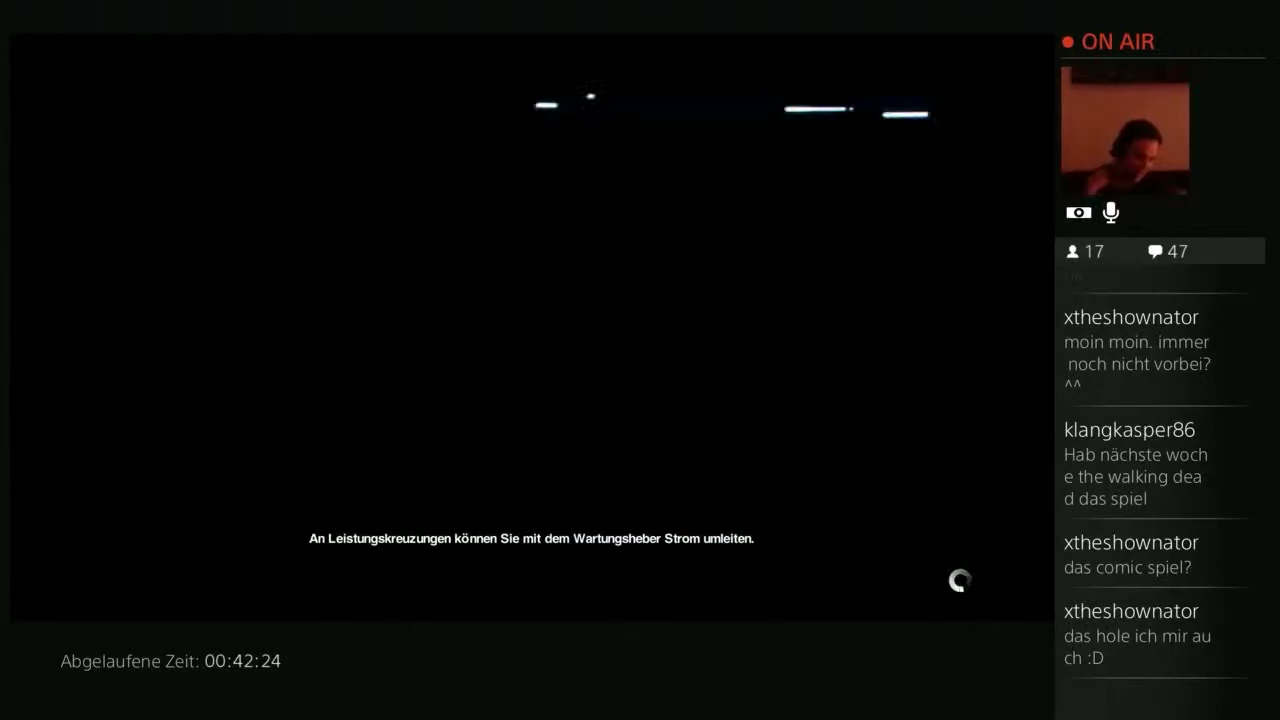 ON AIR
17 47
xtheshownator
moin moin. immer
noch nicht vorbei?
^^
klangkasper86
Hab nächste woch
e the walking dea
d das spiel
xtheshownator
das comic spiel?
xtheshownator
das hole ich mir au
ch :D
An Leistungskreuzungen können Sie mit dem Wartungsheber Strom umleiten.
Abgelaufene Zeit: 00:42:24